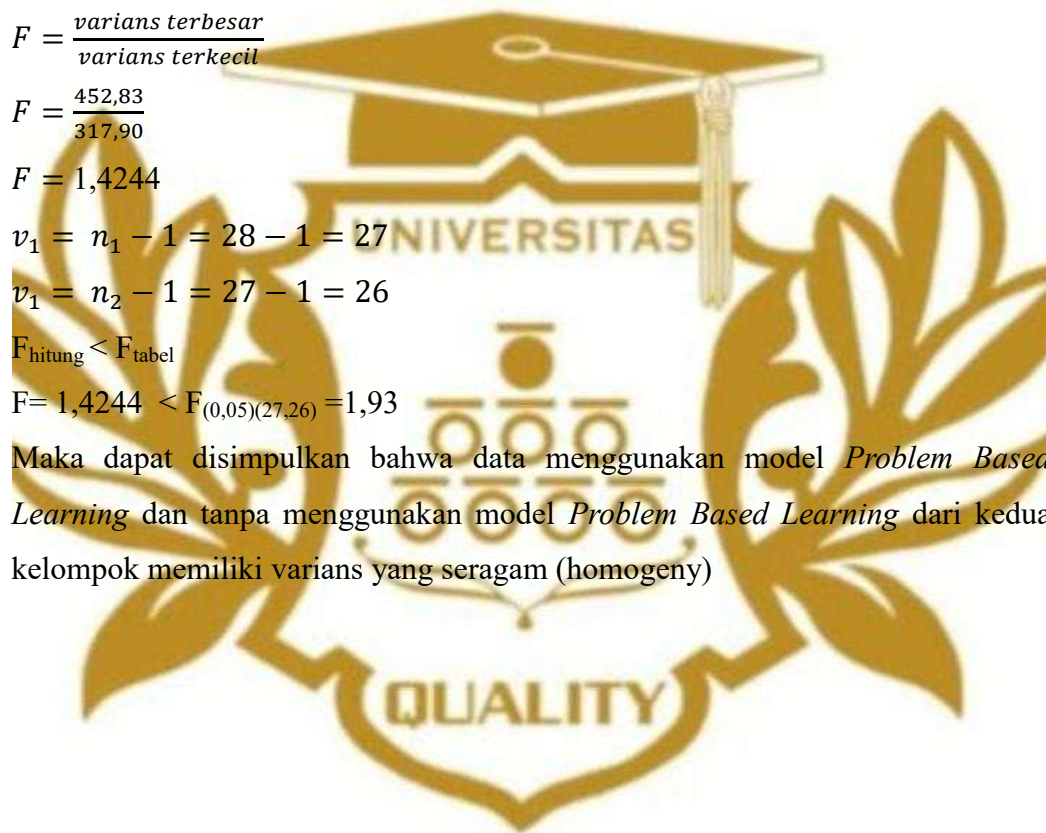 F = varians terbesar / varians terkecil
F = 452,83 / 317,90
F = 1,4244
v₁ = n₁ − 1 = 28 − 1 = 27
UNIVERSITAS
v₁ = n₂ − 1 = 27 − 1 = 26
Fhitung < Ftabel
F= 1,4244 < F(0,05)(27,26) =1,93
Maka dapat disimpulkan bahwa data menggunakan model Problem Based
Learning dan tanpa menggunakan model Problem Based Learning dari kedua
kelompok memiliki varians yang seragam (homogeny)
QUALITY